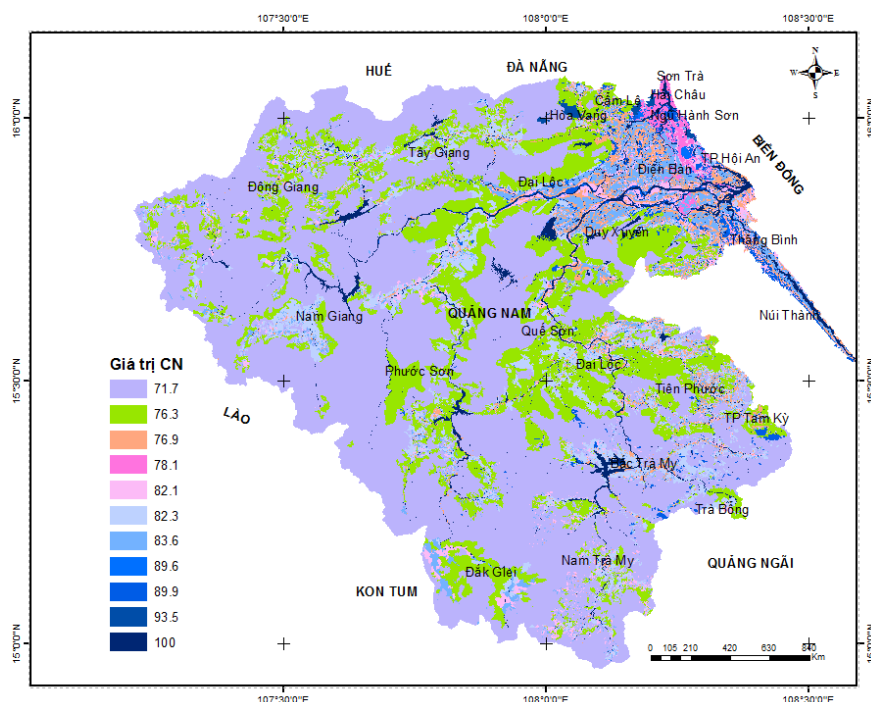 107°30'0"E 108°0'0"E 108°30'0"E
HUẾ
ĐÀ NẴNG
N
W E
S
Sơn Trà
Hải Châu
Cẩm Lệ
Hòa Vang
Ngũ Hành Sơn
16°0'0"N
16°0'0"N
BIỂN ĐÔNG
Tây Giang
TP Hội An
Điện Bàn
Đông Giang
Đại Lộc
Duy Xuyên
Thăng Bình
Nam Giang
QUẢNG NAM
Núi Thành
Quế Sơn
Giá trị CN
Phước Sơn
Đại Lộc
15°30'0"N
Tiên Phước
71.7
76.3
76.9
78.1
82.1
82.3
83.6
89.6
89.9
93.5
100
LÀO
TP Tam Kỳ
Bắc Trà My
Trà Bồng
Nam Trà My
QUẢNG NGÃI
Đắk Glei
KON TUM
15°0'0"N
0 105 210 420 630 840
Km
107°30'0"E 108°0'0"E 108°30'0"E